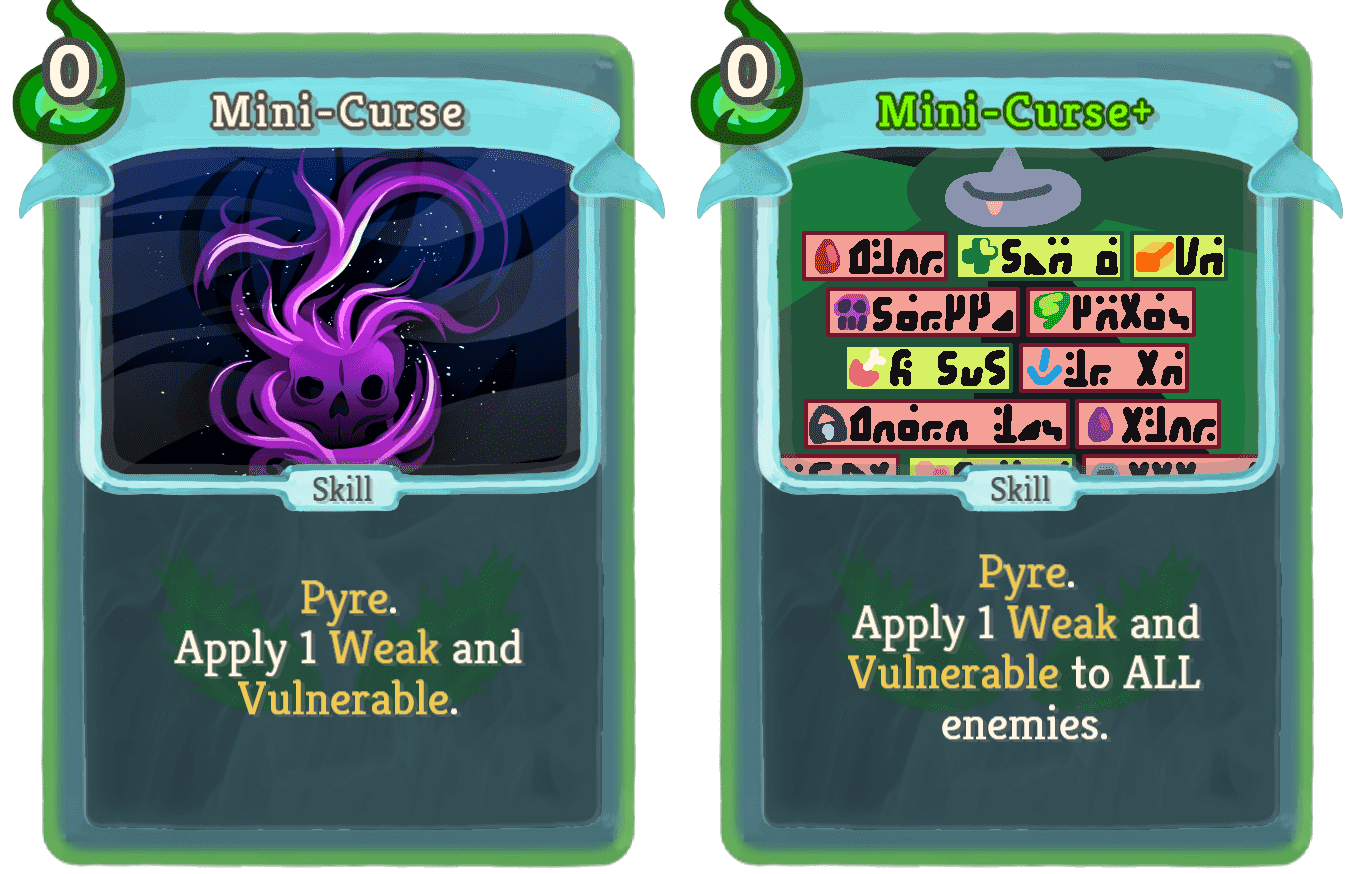 0
Mini-Curse
Skill
Pyre.
Apply 1 Weak and
Vulnerable.
0
Mini-Curse+
Skill
Pyre.
Apply 1 Weak and
Vulnerable to ALL
enemies.